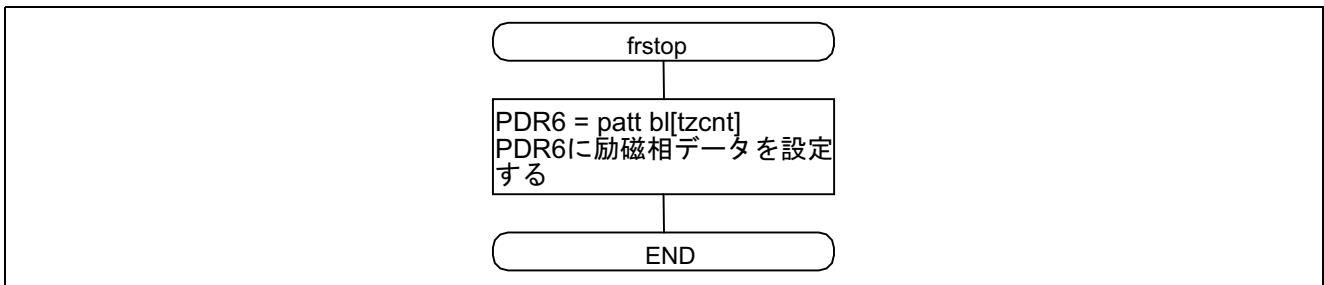 frstop
PDR6 = patt bl[tzcnt]
PDR6に励磁相データを設定
する
END